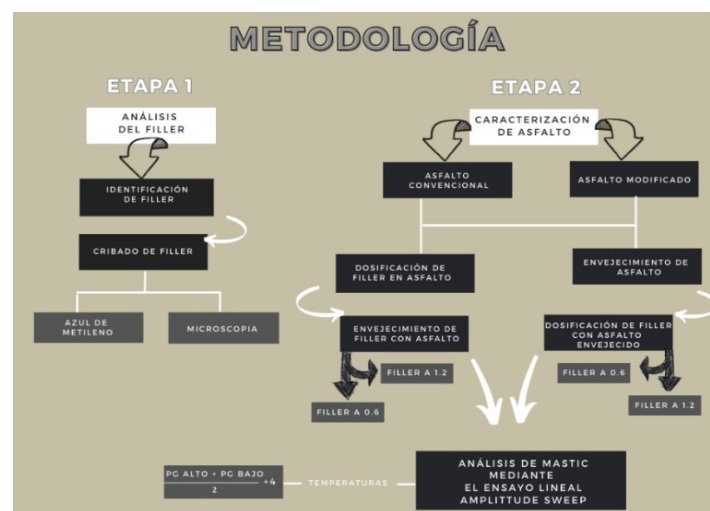 METODOLOGÍA
ETAPA 1
ANÁLISIS
DEL FILLER
IDENTIFICACIÓN
DE FILLER
CRIBADO DE FILLER
AZUL DE
METILENO
MICROSCOPIA
ETAPA 2
CARACTERIZACIÓN
DE ASFALTO
ASFALTO
CONVENCIONAL
ASFALTO MODIFICADO
DOSIFICACIÓN DE
FILLER EN ASFALTO
ENVEJECIMIENTO DE
ASFALTO
ENVEJECIMIENTO DE
FILLER CON ASFALTO
DOSIFICACIÓN DE FILLER
CON ASFALTO
ENVEJECIDO
FILLER A 1.2
FILLER A 0.6
FILLER A 0.6
FILLER A 1.2
ANÁLISIS DE MASTIC
MEDIANTE
EL ENSAYO LINEAL
AMPLITTUDE SWEEP
TEMPERATURAS
PG ALTO + PG BAJO
2
+4